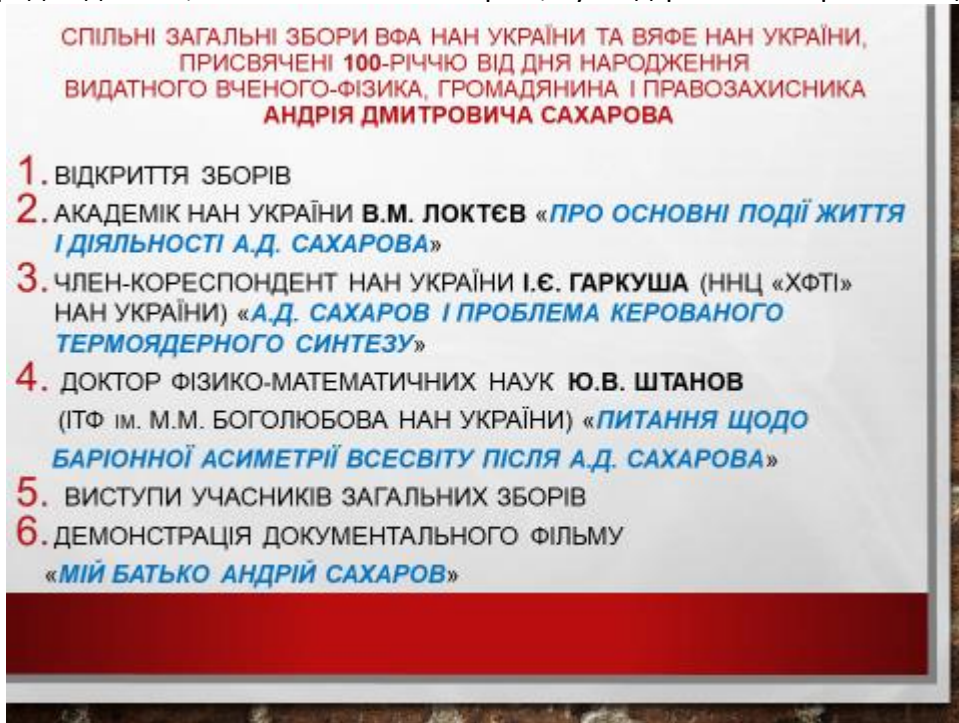 СПІЛЬНІ ЗАГАЛЬНІ ЗБОРИ ВФА НАН УКРАЇНИ ТА ВЯФЕ НАН УКРАЇНИ,
ПРИСВЯЧЕНІ 100-РІЧЧЮ ВІД ДНЯ НАРОДЖЕННЯ
ВИДАТНОГО ВЧЕНОГО-ФІЗИКА, ГРОМАДЯНИНА І ПРАВОЗАХИСНИКА
АНДРІЯ ДМИТРОВИЧА САХАРОВА
1. ВІДКРИТТЯ ЗБОРІВ
2. АКАДЕМІК НАН УКРАЇНИ В.М. ЛОКТЄВ «ПРО ОСНОВНІ ПОДІЇ ЖИТТЯ
І ДІЯЛЬНОСТІ А.Д. САХАРОВА»
3. ЧЛЕН-КОРЕСПОНДЕНТ НАН УКРАЇНИ І.Є. ГАРКУША (ННЦ «ХФТІ»
НАН УКРАЇНИ) «А.Д. САХАРОВ І ПРОБЛЕМА КЕРОВАНОГО
ТЕРМОЯДЕРНОГО СИНТЕЗУ»
4. ДОКТОР ФІЗИКО-МАТЕМАТИЧНИХ НАУК Ю.В. ШТАНОВ
(ІТФ ІМ. М.М. БОГОЛЮБОВА НАН УКРАЇНИ) «ПИТАННЯ ЩОДО
БАРІОННОЇ АСИМЕТРІЇ ВСЕСВІТУ ПІСЛЯ А.Д. САХАРОВА»
5. ВИСТУПИ УЧАСНИКІВ ЗАГАЛЬНИХ ЗБОРІВ
6. ДЕМОНСТРАЦІЯ ДОКУМЕНТАЛЬНОГО ФІЛЬМУ
«МІЙ БАТЬКО АНДРІЙ САХАРОВ»